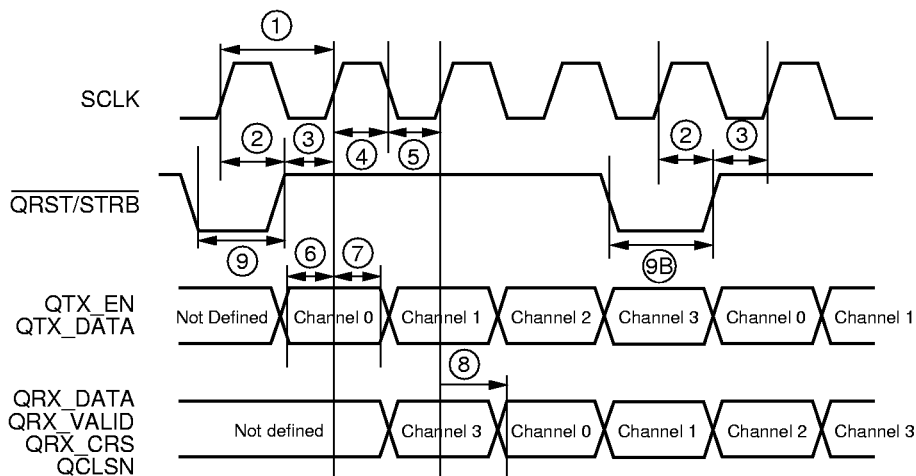 1
SCLK
2 3 4 5 2 3
QRST/STRB
9 6 7 9B
QTX_EN
QTX_DATA
Not Defined Channel 0 Channel 1 Channel 2 Channel 3 Channel 0 Channel 1
8
QRX_DATA
QRX_VALID
QRX_CRS
QCLSN
Not defined Channel 3 Channel 0 Channel 1 Channel 2 Channel 3